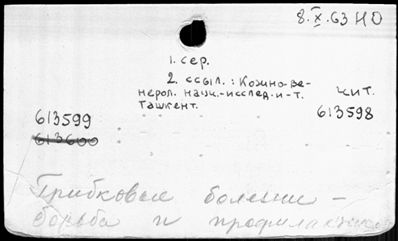 8.X.63 НО
1. сер.
2. ссыл.: Кожно-ве-
нерол. научн.-исслед. и-т.
Ташкент.
чит.
613599
613598
613600
Грибковые болезни –
борьба и профилактика